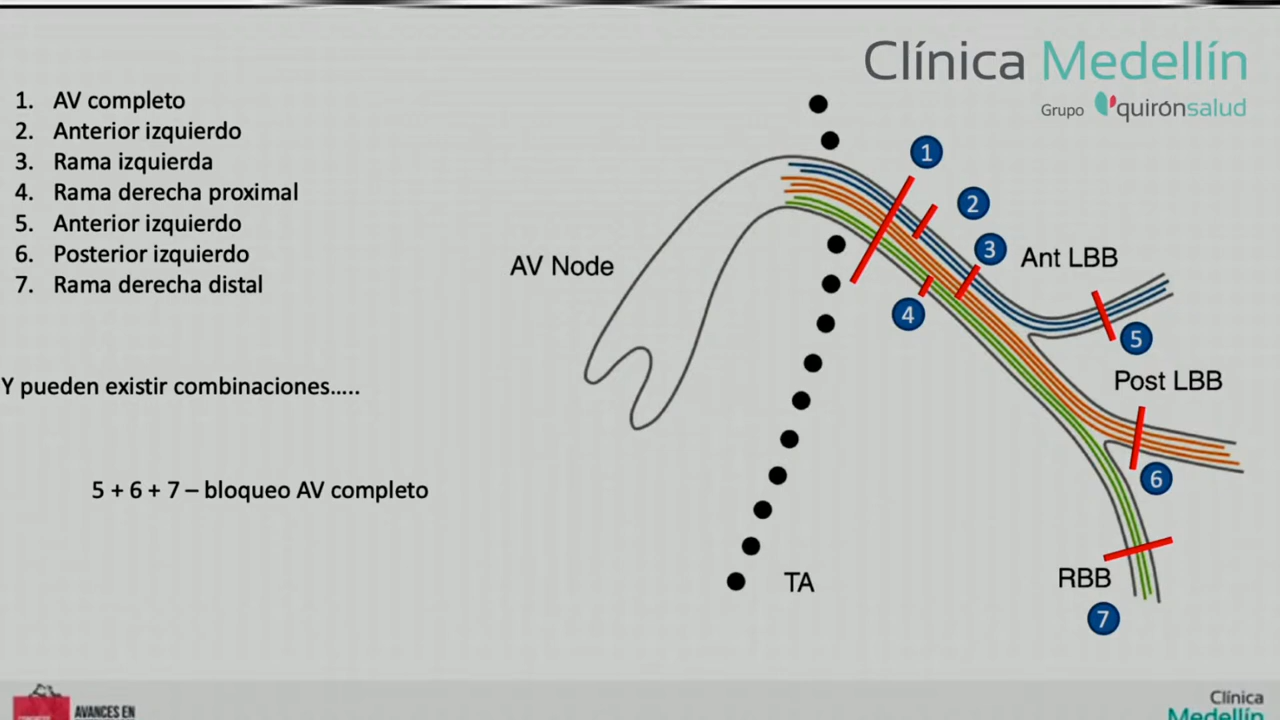 Clínica Medellín
Grupo quirónsalud
1. AV completo
2. Anterior izquierdo
3. Rama izquierda
4. Rama derecha proximal
5. Anterior izquierdo
6. Posterior izquierdo
7. Rama derecha distal
Y pueden existir combinaciones.....
5 + 6 + 7 – bloqueo AV completo
1
2
3
Ant LBB
AV Node
4
5
Post LBB
6
TA
RBB
7
AVANCES EN
Clínica
Medellín